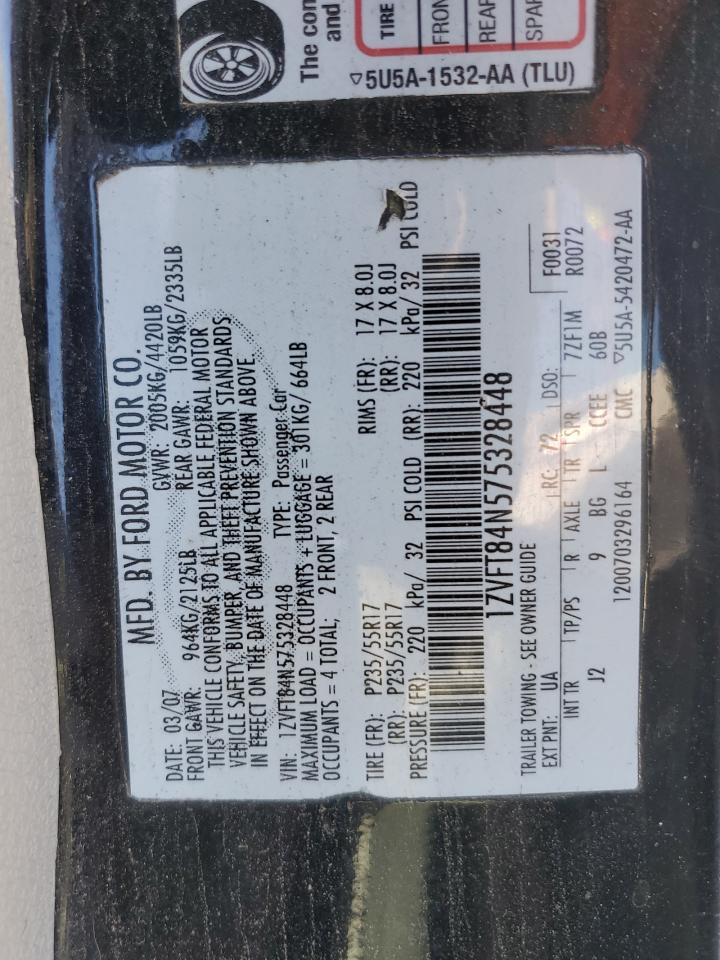 The con
and
TIRE
FRON
REAR
SPAR
▽5U5A-1532-AA (TLU)
MFD. BY FORD MOTOR CO.
DATE: 03/07 GVWR: 2005KG/4420LB
FRONT GAWR: 964KG/2125LB REAR GAWR: 1059KG/2335LB
THIS VEHICLE CONFORMS TO ALL APPLICABLE FEDERAL MOTOR
VEHICLE SAFETY, BUMPER, AND THEFT PREVENTION STANDARDS
IN EFFECT ON THE DATE OF MANUFACTURE SHOWN ABOVE.
VIN: 1ZVFT84N575328448 TYPE: Passenger Car
MAXIMUM LOAD = OCCUPANTS + LUGGAGE = 301KG/ 664LB
OCCUPANTS = 4 TOTAL; 2 FRONT, 2 REAR
TIRE (FR): P235/55R17 RIMS (FR): 17 X 8.0J
(RR): P235/55R17 (RR): 17 X 8.0J
PRESSURE (FR): 220 kPa/ 32 PSI COLD (RR): 220 kPa/ 32 PSI COLD
1ZVFT84N575328448
TRAILER TOWING - SEE OWNER GUIDE
EXT PNT: UA RC: 72 DSO: F0031
R0072
INT TR TP/PS R AXLE TR SPR 7ZF1M
J2 9 BG L CCEE 60B
1200703296164 CMC ▽5U5A-5420472-AA